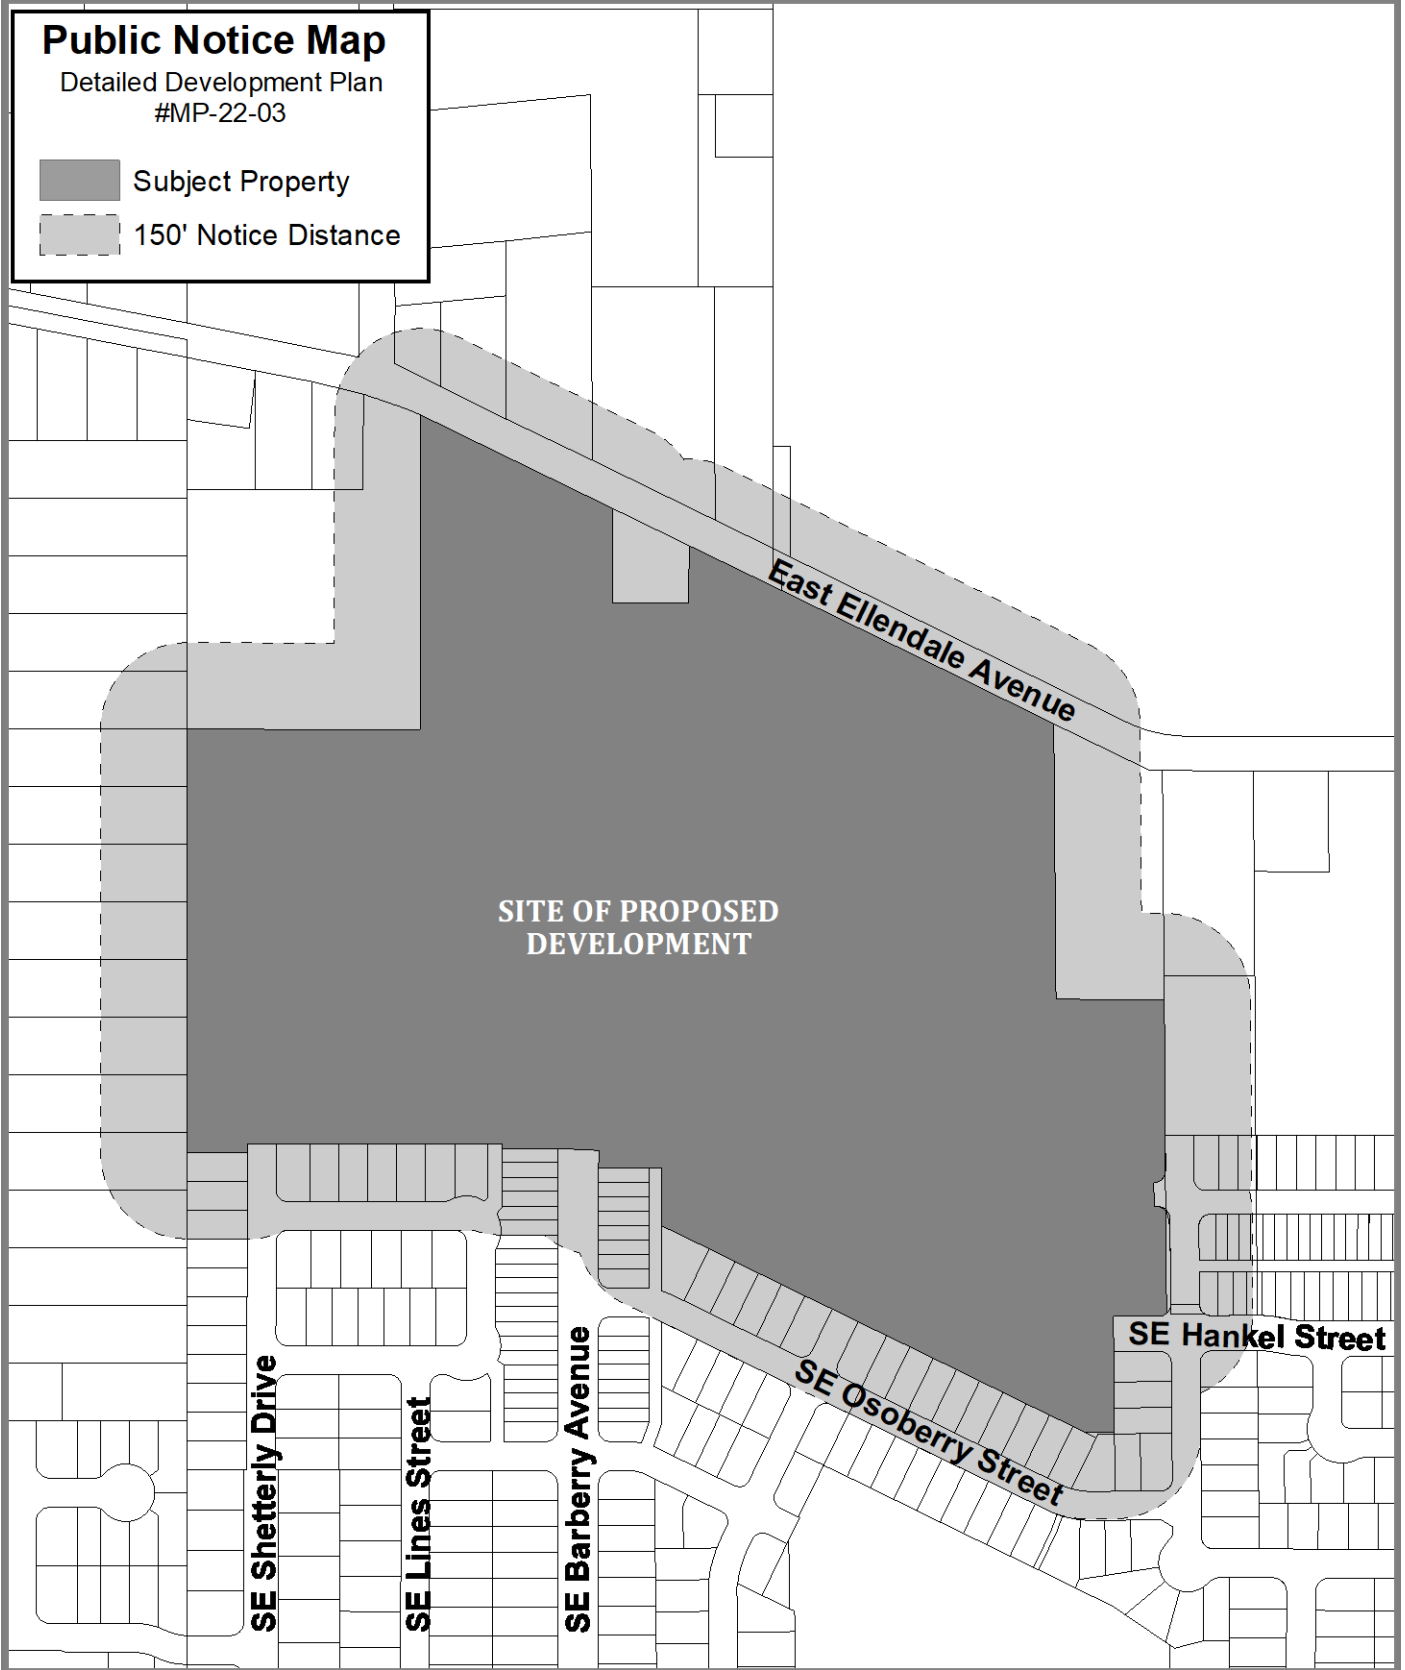 Public Notice Map
Detailed Development Plan
#MP-22-03
Subject Property
150' Notice Distance
East Ellendale Avenue
SITE OF PROPOSED
DEVELOPMENT
SE Hankel Street
SE Osoberry Street
SE Shetterly Drive
SE Lines Street
SE Barberry Avenue